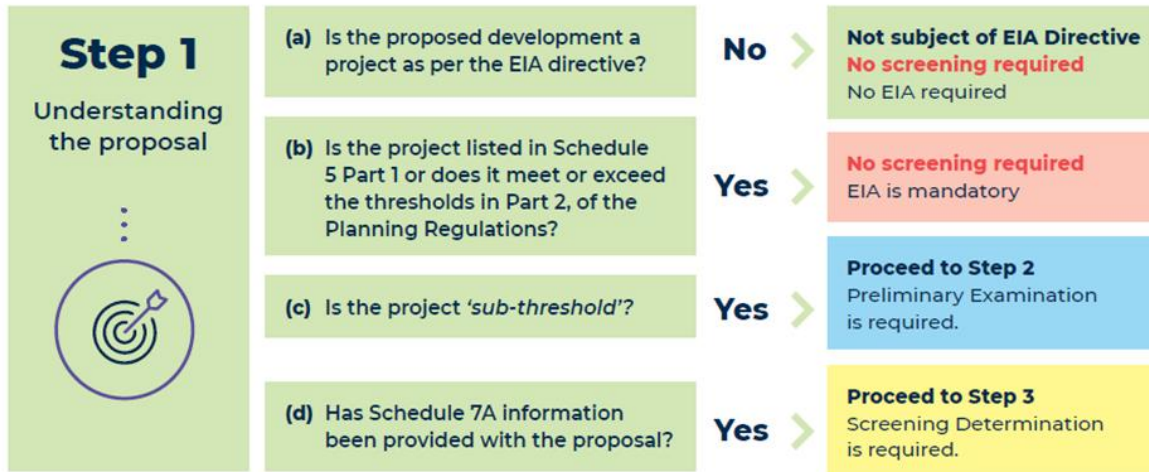 Step 1
Understanding
the proposal
(a) Is the proposed development a
project as per the EIA directive?
No
Not subject of EIA Directive
No screening required
No EIA required
(b) Is the project listed in Schedule
5 Part 1 or does it meet or exceed
the thresholds in Part 2, of the
Planning Regulations?
Yes
No screening required
EIA is mandatory
(c) Is the project ‘sub-threshold’?
Yes
Proceed to Step 2
Preliminary Examination
is required.
(d) Has Schedule 7A information
been provided with the proposal?
Yes
Proceed to Step 3
Screening Determination
is required.